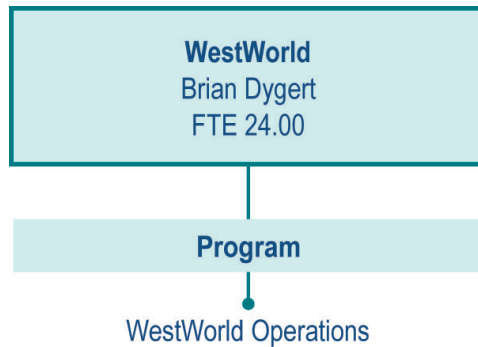 WestWorld
Brian Dygert
FTE 24.00
Program
WestWorld Operations